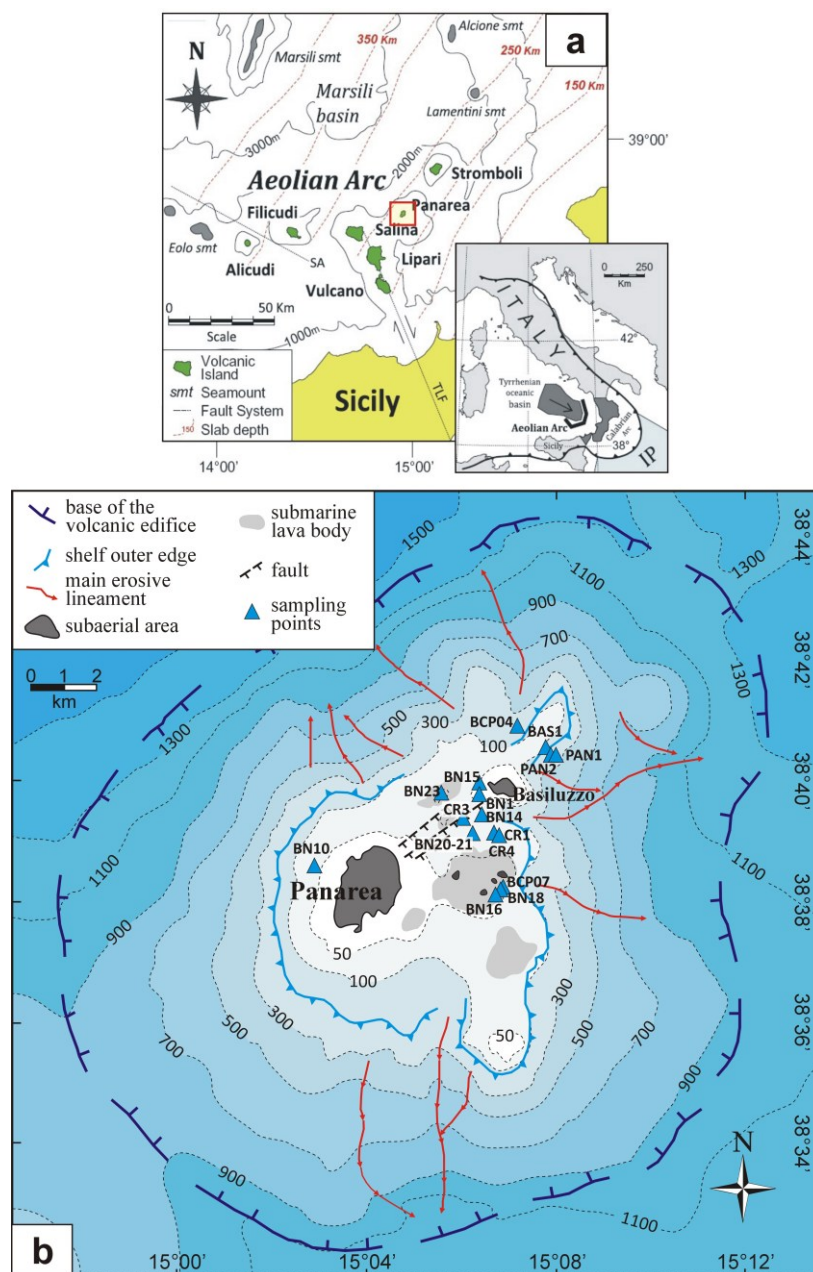 a
N
Marsili smt
350 Km
Alcione smt
250 Km
150 Km
Marsili
basin
Lamentini smt
3000m
2000m
39°00'
Stromboli
Aeolian Arc
Panarea
Filicudi
Salina
Eolo smt
Lipari
SA
Alicudi
Vulcano
0 50 Km
Scale
1000m
Volcanic
Island
smt Seamount
Fault System
150 Slab depth
Sicily
TLF
14°00' 15°00'
0 250
Km
ITALY
42°
Tyrrhenian
oceanic
basin
Aeolian Arc
Calabrian
Arc
Sicily
38°
IP
base of the
volcanic edifice
shelf outer edge
main erosive
lineament
subaerial area
submarine
lava body
fault
sampling
points
0 1 2
km
1500
1300
1100
900
700
1300
500
300
100
1300
1100
900
700
500
300
100
50
300
500
700
900
50
900
1100
BCP04
BAS1
PAN1
PAN2
BN15
BN23
Basiluzzo
BN1
CR3
BN14
CR1
BN20-21
CR4
BN10
Panarea
BCP07
BN18
BN16
38°44'
38°42'
38°40'
38°38'
38°36'
38°34'
N
b
15°00' 15°04' 15°08' 15°12'